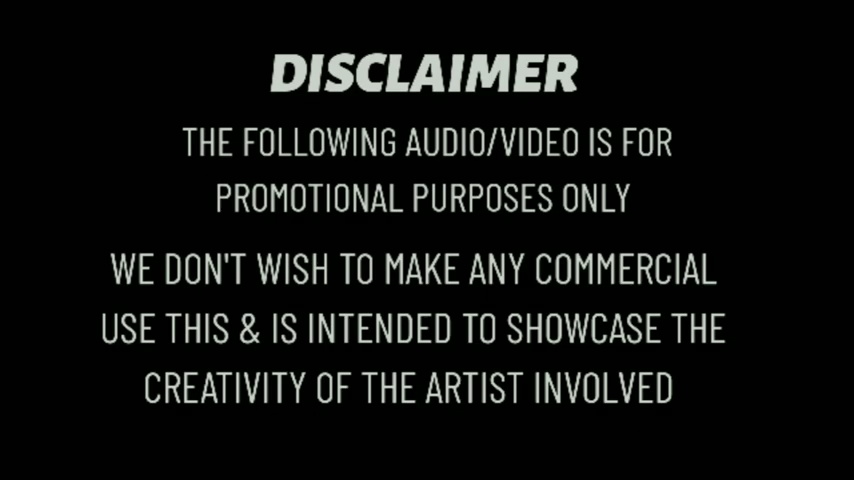 DISCLAIMER
THE FOLLOWING AUDIO/VIDEO IS FOR
PROMOTIONAL PURPOSES ONLY
WE DON'T WISH TO MAKE ANY COMMERCIAL
USE THIS & IS INTENDED TO SHOWCASE THE
CREATIVITY OF THE ARTIST INVOLVED